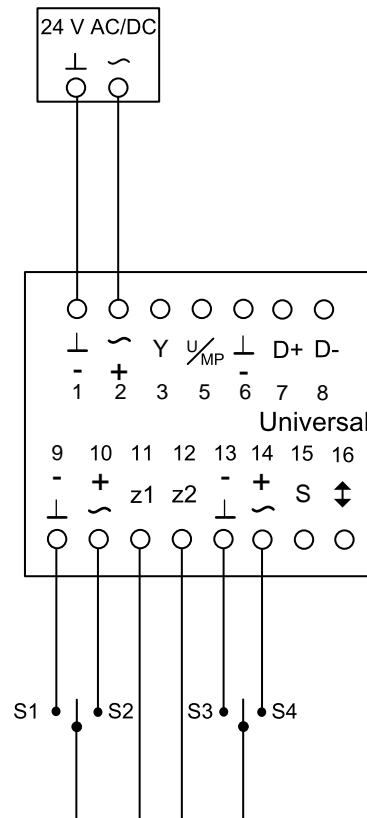 24 V AC/DC
⊥ ~
⊥ ~ Y U/MP ⊥ D+ D-
- + -
1 2 3 5 6 7 8
Universal
9 10 11 12 13 14 15 16
- + z1 z2 - + S ↕
⊥ ~ ⊥ ~
S1 S2 S3 S4